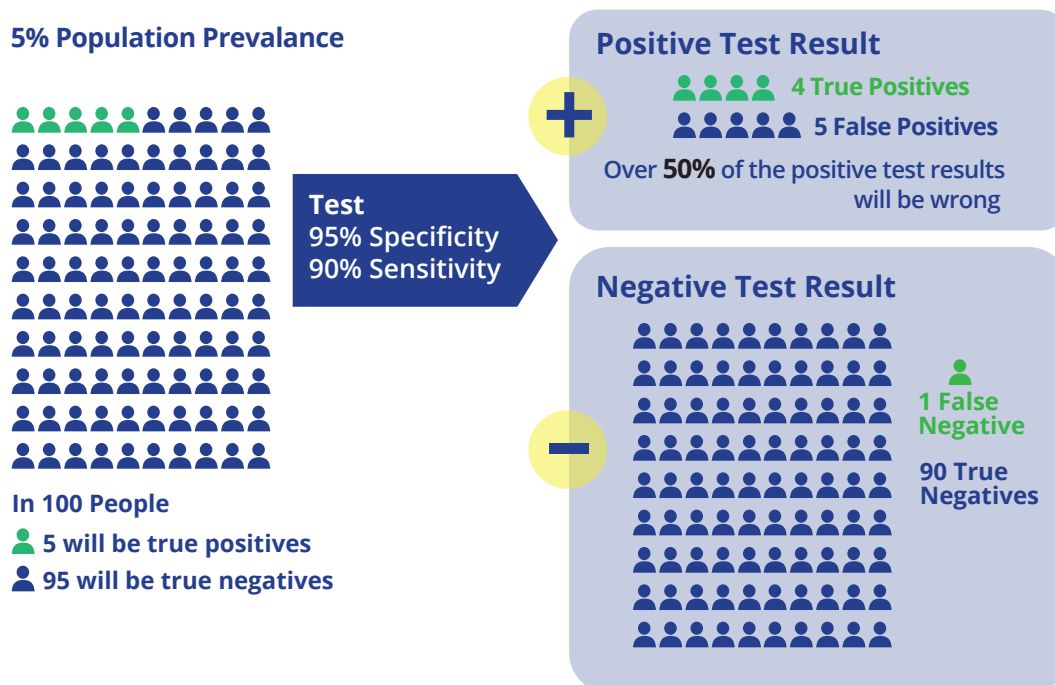 5% Population Prevalance
In 100 People
5 will be true positives
95 will be true negatives
Test
95% Specificity
90% Sensitivity
Positive Test Result
4 True Positives
5 False Positives
Over 50% of the positive test results
will be wrong
Negative Test Result
1 False
Negative
90 True
Negatives